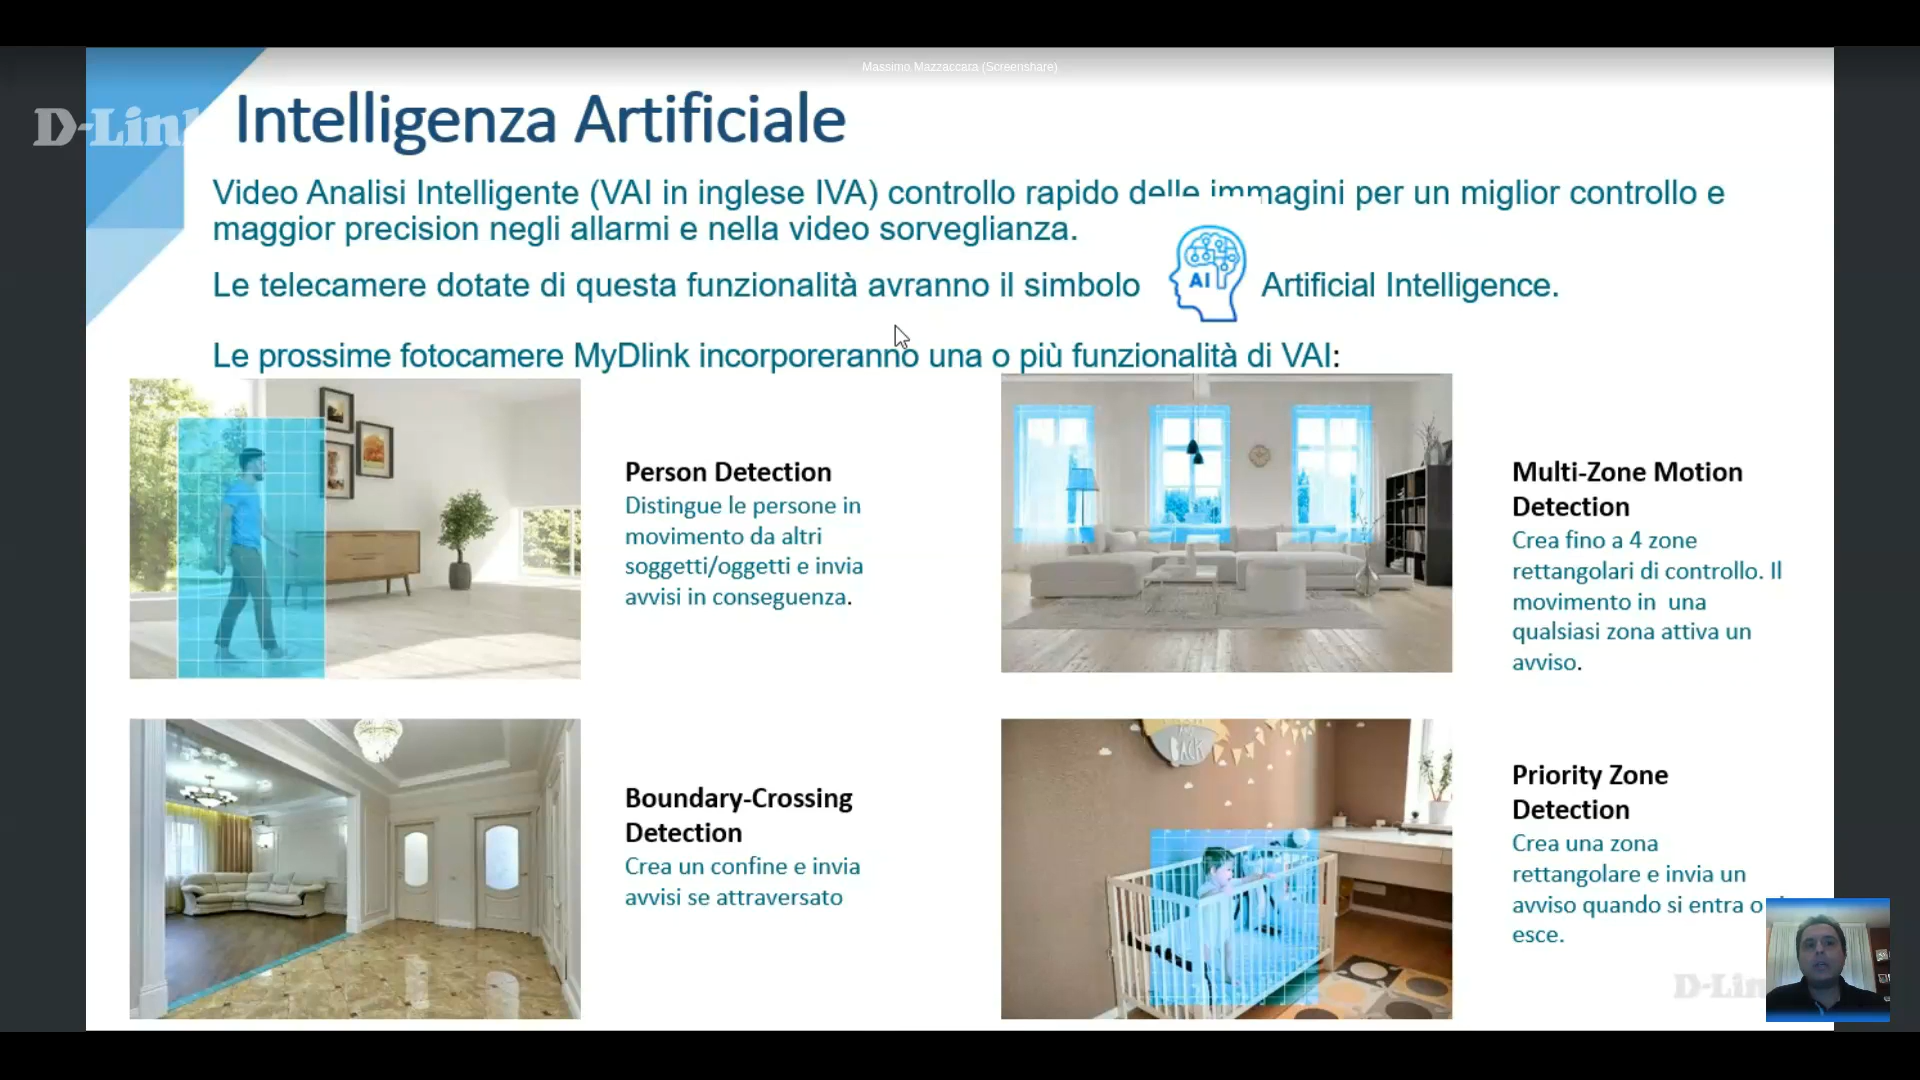 Massimo Mazzaccara (Screenshare)
D-Link
Intelligenza Artificiale
Video Analisi Intelligente (VAI in inglese IVA) controllo rapido delle immagini per un miglior controllo e
maggior precision negli allarmi e nella video sorveglianza.
Le telecamere dotate di questa funzionalità avranno il simbolo AI Artificial Intelligence.
Le prossime fotocamere MyDlink incorporeranno una o più funzionalità di VAI:
Person Detection
Distingue le persone in
movimento da altri
soggetti/oggetti e invia
avvisi in conseguenza.
Multi-Zone Motion
Detection
Crea fino a 4 zone
rettangolari di controllo. Il
movimento in una
qualsiasi zona attiva un
avviso.
Boundary-Crossing
Detection
Crea un confine e invia
avvisi se attraversato
BACK
Priority Zone
Detection
Crea una zona
rettangolare e invia un
avviso quando si entra o
esce.
D-Lin